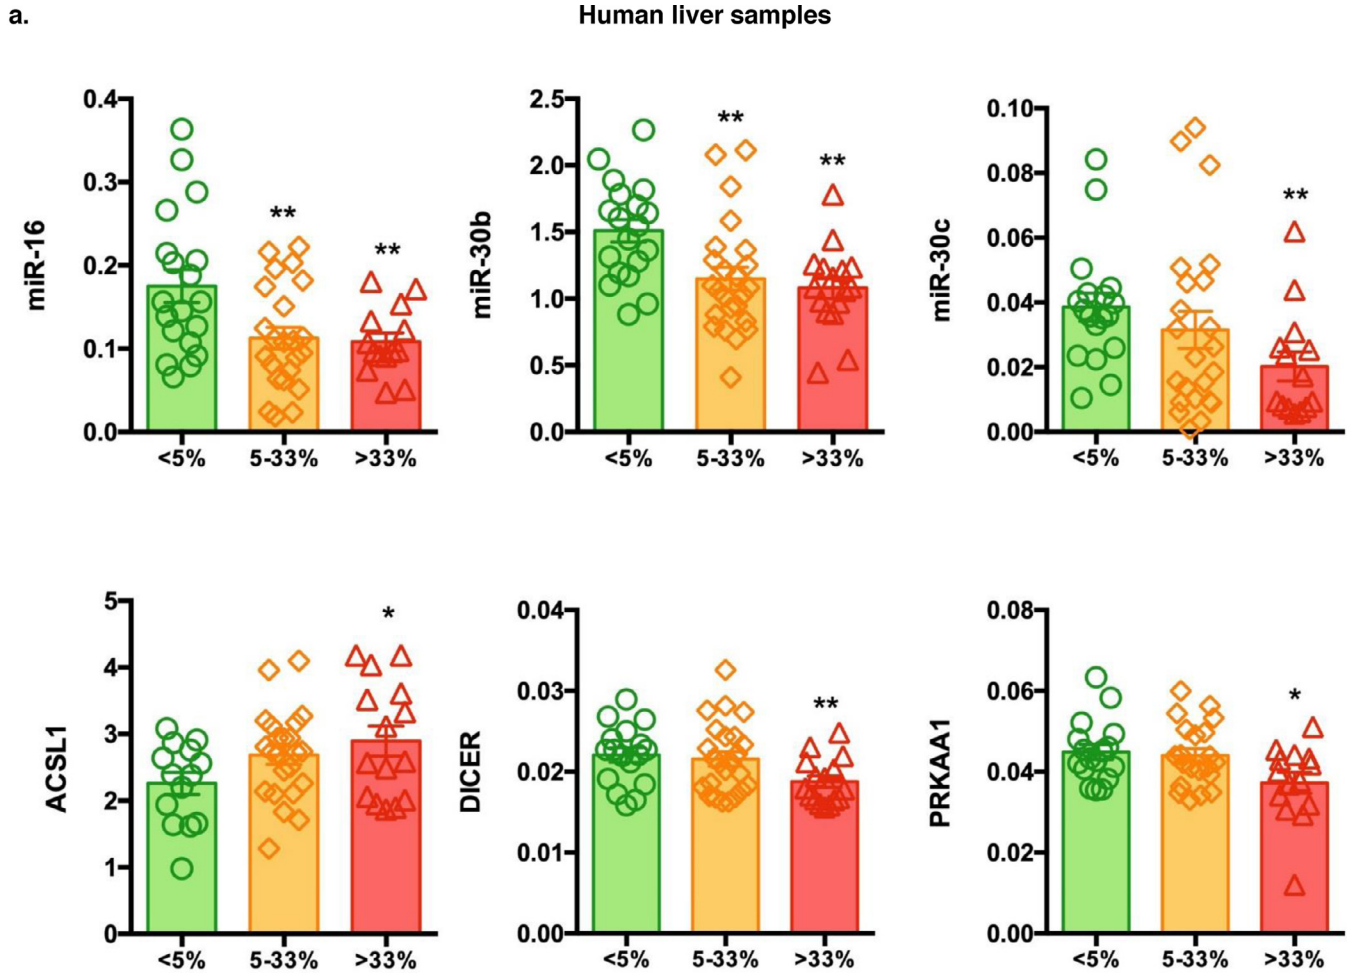 a.
Human liver samples
miR-16
0.4
0.3
0.2
0.1
0.0
**
**
<5% 5-33% >33%
miR-30b
2.5
2.0
1.5
1.0
0.5
0.0
**
**
<5% 5-33% >33%
miR-30c
0.10
0.08
0.06
0.04
0.02
0.00
**
<5% 5-33% >33%
ACSL1
5
4
3
2
1
0
*
<5% 5-33% >33%
DICER
0.04
0.03
0.02
0.01
0.00
**
<5% 5-33% >33%
PRKAA1
0.08
0.06
0.04
0.02
0.00
*
<5% 5-33% >33%